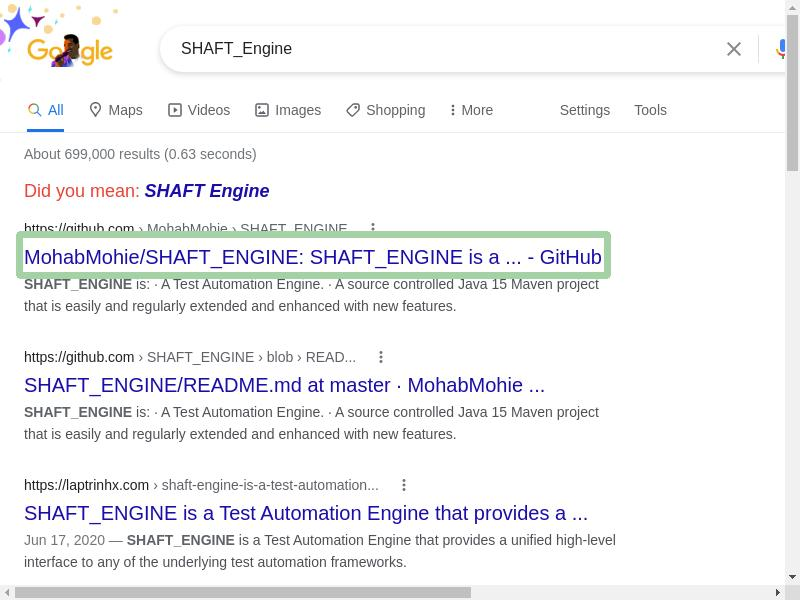 Google
SHAFT_Engine
All Maps Videos Images Shopping More Settings Tools
About 699,000 results (0.63 seconds)
Did you mean: SHAFT Engine
https://github.com › MohabMohie › SHAFT_ENGINE
MohabMohie/SHAFT_ENGINE: SHAFT_ENGINE is a ... - GitHub
SHAFT_ENGINE is: · A Test Automation Engine. · A source controlled Java 15 Maven project
that is easily and regularly extended and enhanced with new features.
https://github.com › SHAFT_ENGINE › blob › READ...
SHAFT_ENGINE/README.md at master · MohabMohie ...
SHAFT_ENGINE is: · A Test Automation Engine. · A source controlled Java 15 Maven project
that is easily and regularly extended and enhanced with new features.
https://laptrinhx.com › shaft-engine-is-a-test-automation...
SHAFT_ENGINE is a Test Automation Engine that provides a ...
Jun 17, 2020 — SHAFT_ENGINE is a Test Automation Engine that provides a unified high-level
interface to any of the underlying test automation frameworks.